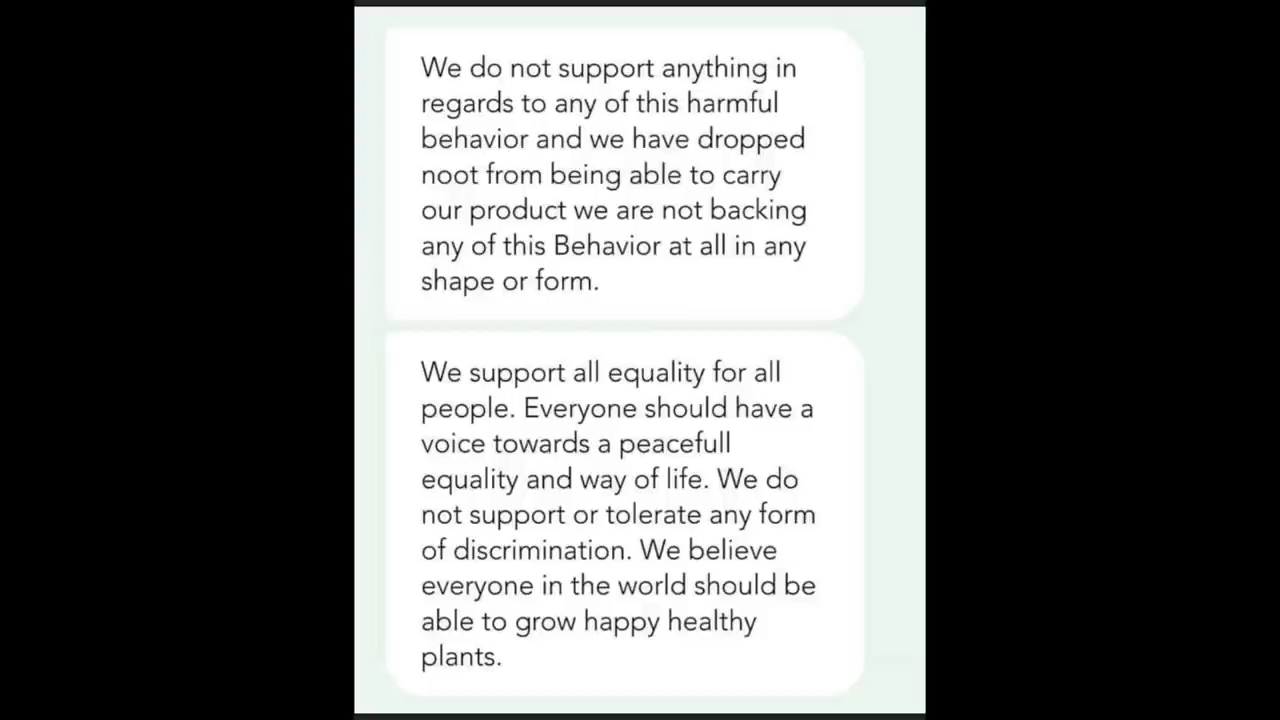 We do not support anything in
regards to any of this harmful
behavior and we have dropped
noot from being able to carry
our product we are not backing
any of this Behavior at all in any
shape or form.
We support all equality for all
people. Everyone should have a
voice towards a peacefull
equality and way of life. We do
not support or tolerate any form
of discrimination. We believe
everyone in the world should be
able to grow happy healthy
plants.